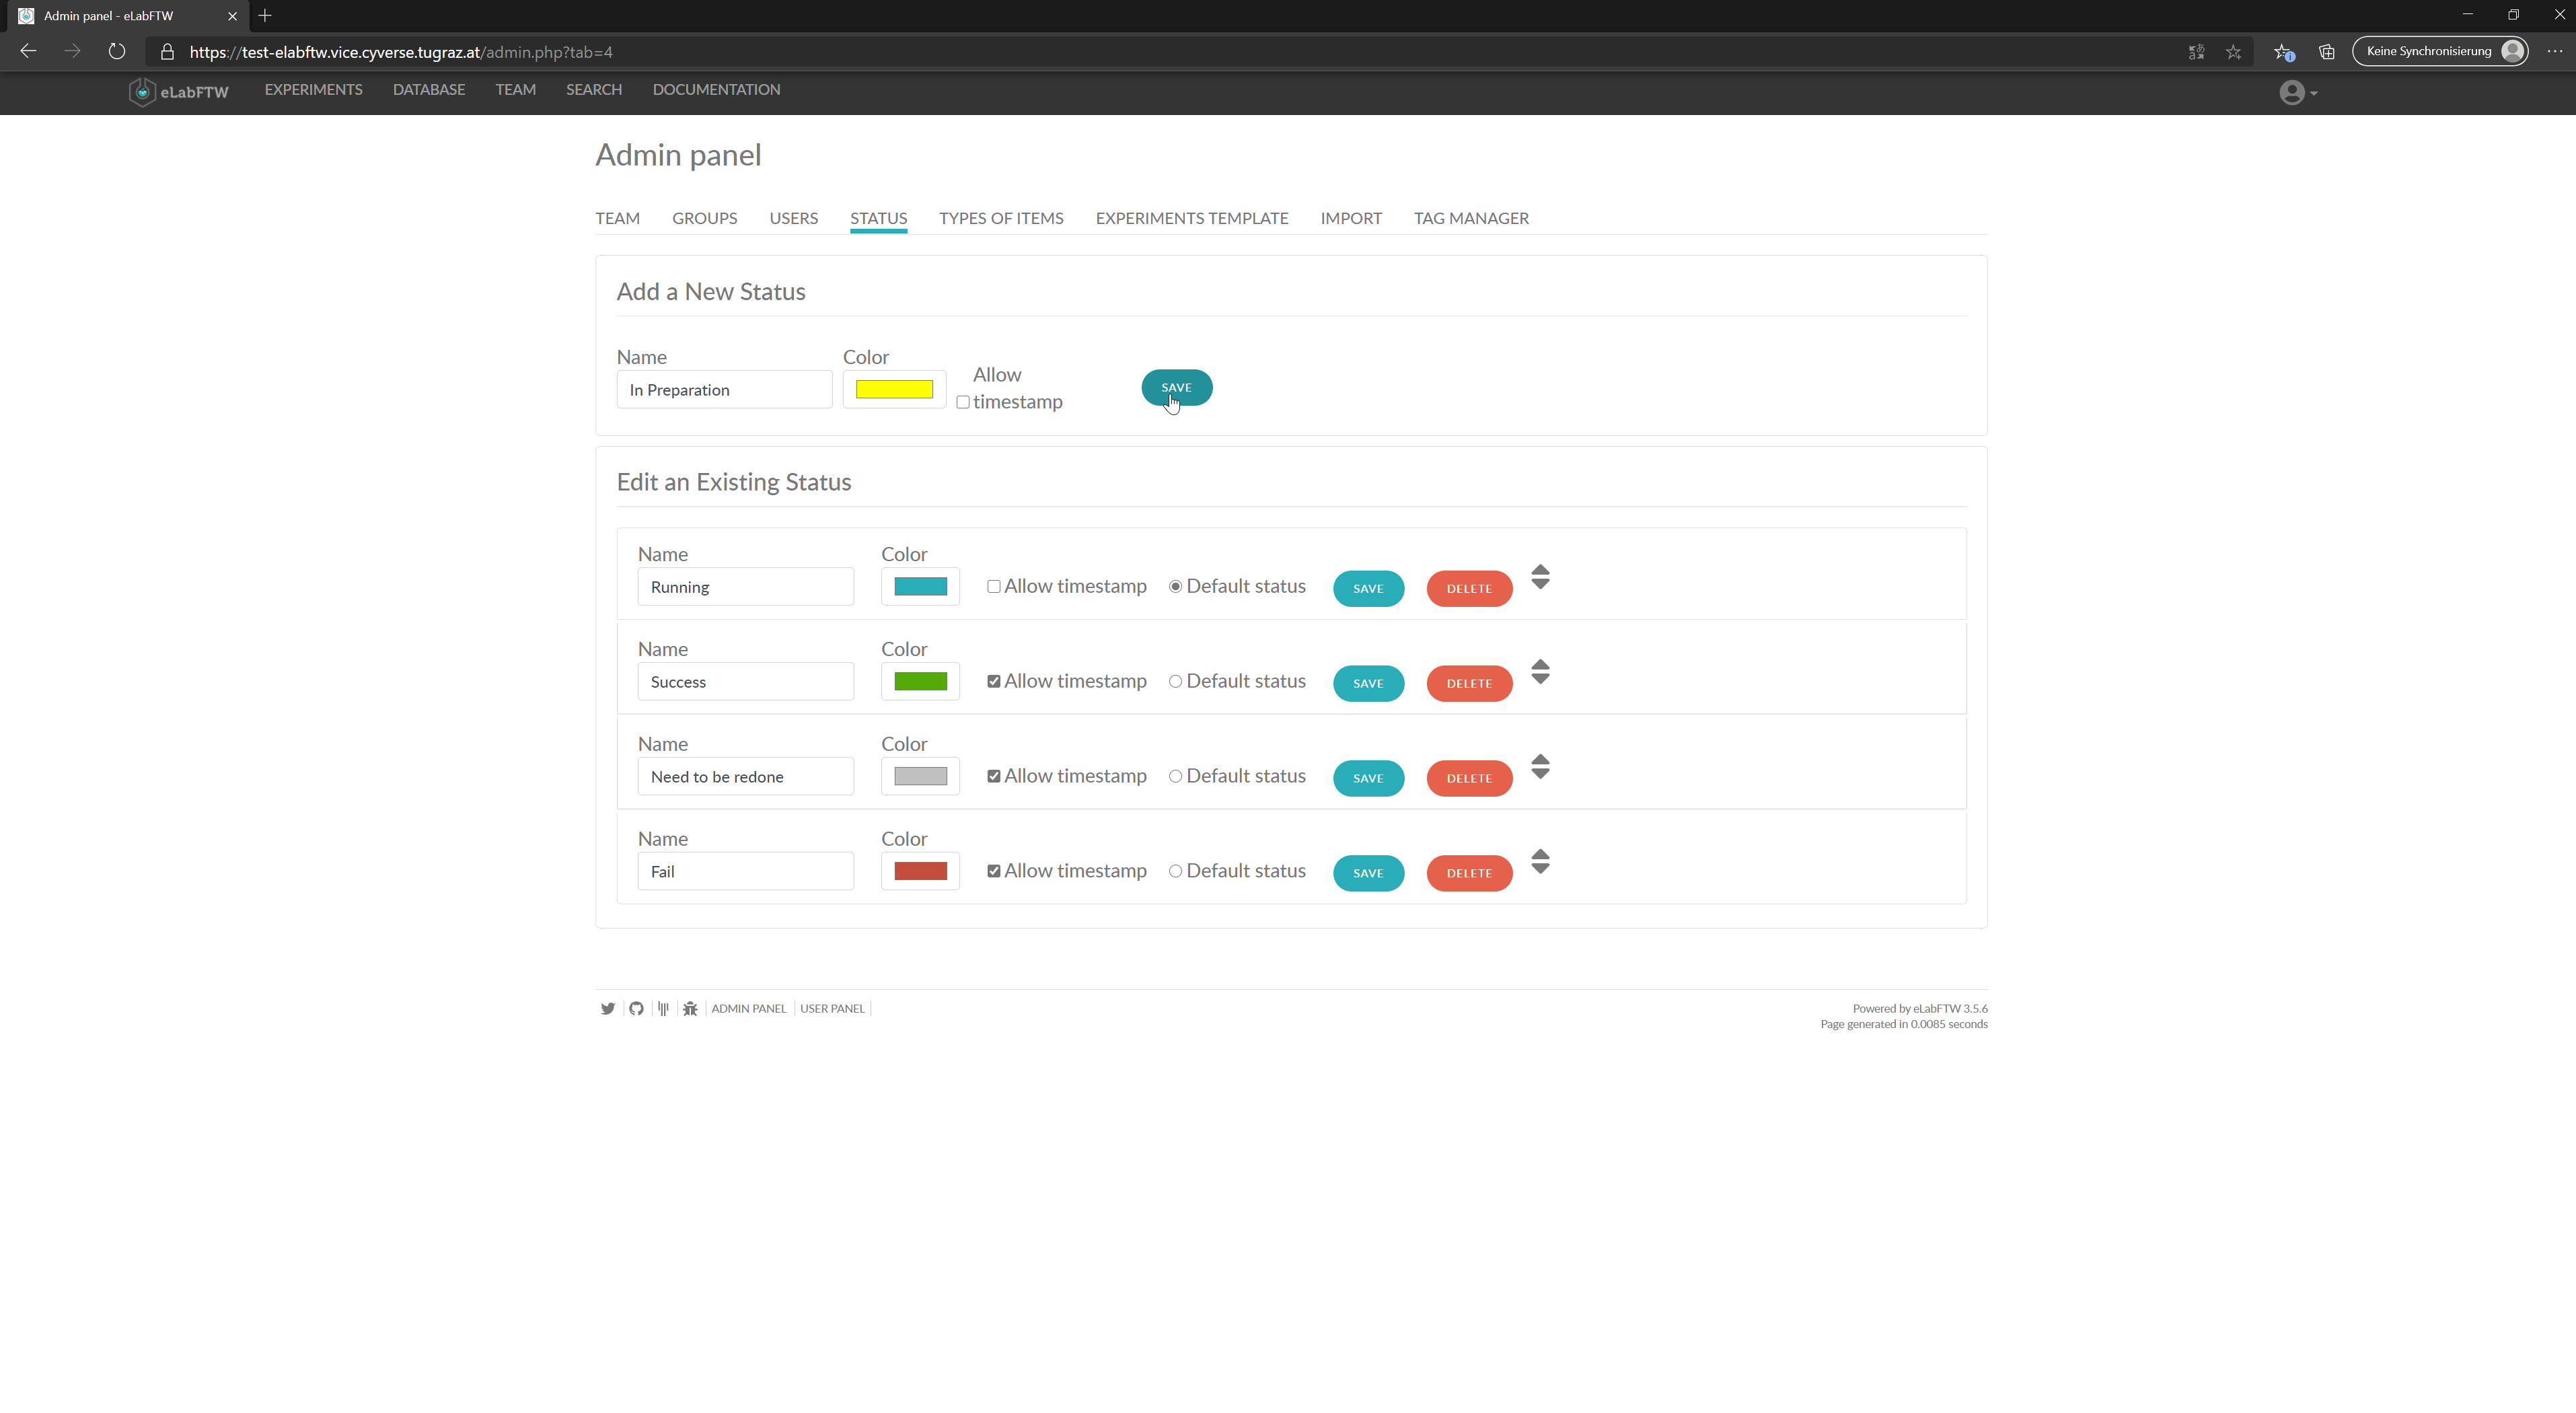 Admin panel - eLabFTW
https://test-elabftw.vice.cyverse.tugraz.at/admin.php?tab=4
Keine Synchronisierung
eLabFTW EXPERIMENTS DATABASE TEAM SEARCH DOCUMENTATION
Admin panel
TEAM GROUPS USERS STATUS TYPES OF ITEMS EXPERIMENTS TEMPLATE IMPORT TAG MANAGER
Add a New Status
Name Color
Allow
In Preparation timestamp SAVE
Edit an Existing Status
Name Color
Running Allow timestamp Default status SAVE DELETE
Name Color
Success Allow timestamp Default status SAVE DELETE
Name Color
Need to be redone Allow timestamp Default status SAVE DELETE
Name Color
Fail Allow timestamp Default status SAVE DELETE
ADMIN PANEL USER PANEL Powered by eLabFTW 3.5.6
Page generated in 0.0085 seconds